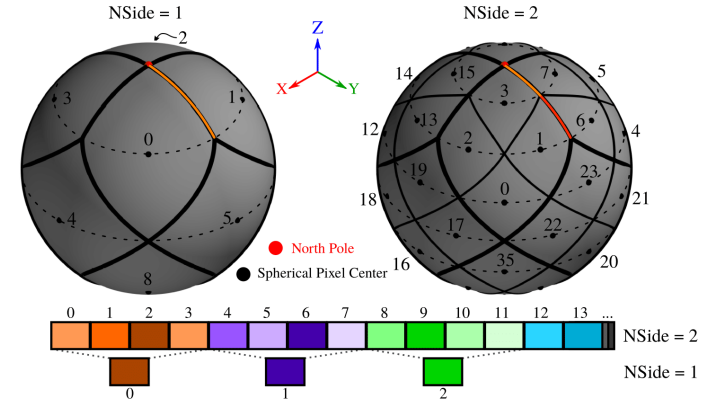 NSide = 1
NSide = 2
2
3
1
0
4
5
8
Z
X
Y
North Pole
Spherical Pixel Center
14
15
7
5
3
13
6
12
4
2
1
19
23
18
0
21
17
22
16
35
20
0 1 2 3 4 5 6 7 8 9 10 11 12 13 ...
NSide = 2
NSide = 1
0 1 2